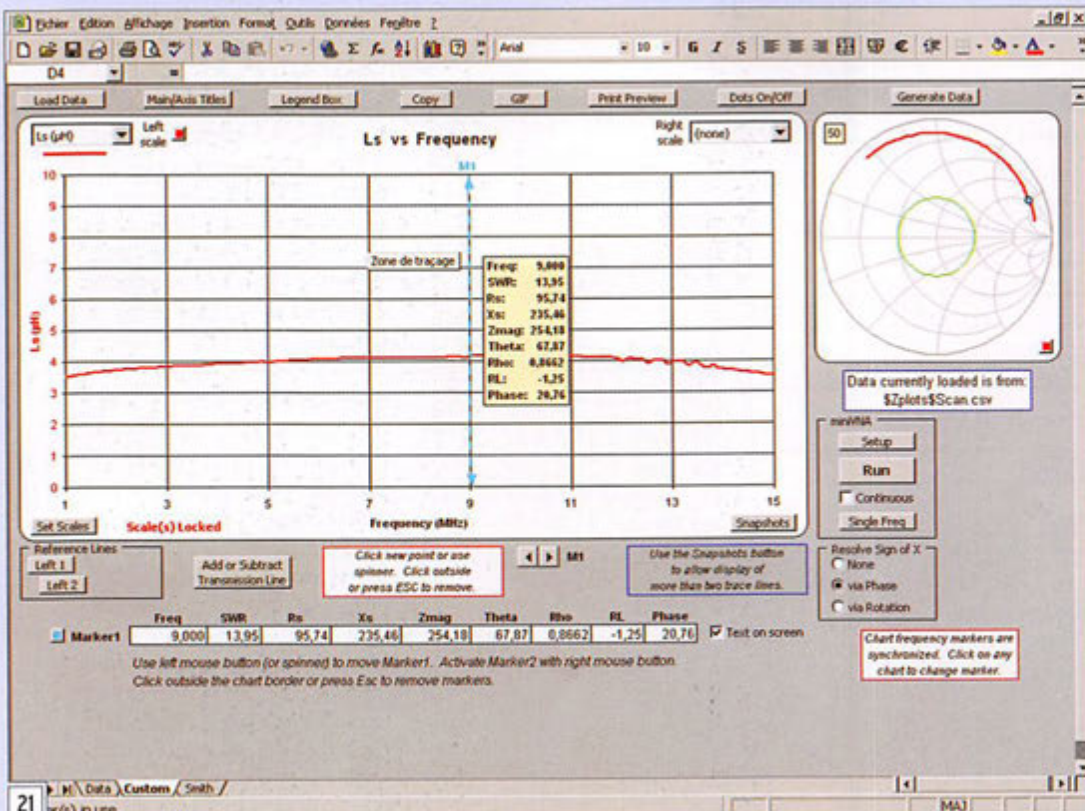 Fichier Edition Affichage Insertion Format Outils Données Fenêtre ?
Arial 10 G I S
D4 =
Load Data Main/Axis Titles Legend Box Copy GIF Print Preview Dots On/Off Generate Data
Ls (µH) Left scale Ls vs Frequency Right scale (none)
M1
50
10
9
8
7
6
5
4
3
2
1
0
Ls (µH)
Zone de traçage
Freq: 9,000
SWR: 13,95
Rs: 95,74
Xs: 235,46
Zmag: 254,18
Theta: 67,87
Rho: 0,8662
RL: -1,25
Phase: 20,76
1 3 5 7 9 11 13 15
Set Scales Scale(s) Locked Frequency (MHz) Snapshots
Data currently loaded is from:
$Zplots$Scan.csv
miniVNA
Setup
Run
Continuous
Single Freq
Reference Lines
Left 1
Left 2
Add or Subtract
Transmission Line
Click new point or use
spinner. Click outside
or press ESC to remove.
M1
Use the Snapshots button
to allow display of
more than two trace lines.
Resolve Sign of X
None
via Phase
via Rotation
Freq SWR Rs Xs Zmag Theta Rho RL Phase
Marker1 9,000 13,95 95,74 235,46 254,18 67,87 0,8662 -1,25 20,76 Text on screen
Use left mouse button (or spinner) to move Marker1. Activate Marker2 with right mouse button.
Click outside the chart border or press Esc to remove markers.
Chart frequency markers are
synchronized. Click on any
chart to change marker.
Data Custom Smith
21
in use MAJ